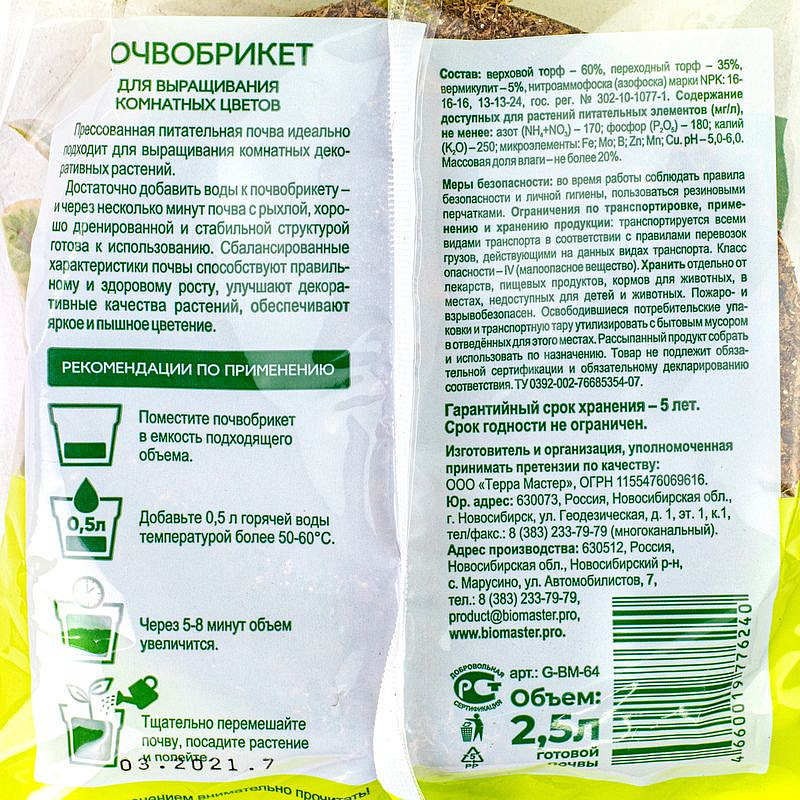 ОЧВОБРИКЕТ
ДЛЯ ВЫРАЩИВАНИЯ
КОМНАТНЫХ ЦВЕТОВ
Прессованная питательная почва идеально
подходит для выращивания комнатных деко-
ративных растений.
Достаточно добавить воды к почвобрикету –
и через несколько минут почва с рыхлой, хоро-
шо дренированной и стабильной структурой
готова к использованию. Сбалансированные
характеристики почвы способствуют правиль-
ному и здоровому росту, улучшают декора-
тивные качества растений, обеспечивают
яркое и пышное цветение.
РЕКОМЕНДАЦИИ ПО ПРИМЕНЕНИЮ
Поместите почвобрикет
в емкость подходящего
объема.
0,5л
Добавьте 0,5 л горячей воды
температурой более 50-60°С.
Через 5-8 минут объем
увеличится.
Тщательно перемешайте
почву, посадите растение
и полейте.
03.2021.7
внимательно прочитать!
Состав: верховой торф – 60%, переходный торф – 35%,
вермикулит – 5%, нитроаммофоска (азофоска) марки NPK: 16-
16-16, 13-13-24, гос. рег. № 302-10-1077-1. Содержание
доступных для растений питательных элементов (мг/л),
не менее: азот (NH₄+NO₃) – 170; фосфор (P₂O₅) – 180; калий
(K₂O) – 250; микроэлементы: Fe; Mo; B; Zn; Mn; Cu. pH – 5,0-6,0.
Массовая доля влаги – не более 20%.
Меры безопасности: во время работы соблюдать правила
безопасности и личной гигиены, пользоваться резиновыми
перчатками. Ограничения по транспортировке, приме-
нению и хранению продукции: транспортируется всеми
видами транспорта в соответствии с правилами перевозок
грузов, действующими на данных видах транспорта. Класс
опасности – IV (малоопасное вещество). Хранить отдельно от
лекарств, пищевых продуктов, кормов для животных, в
местах, недоступных для детей и животных. Пожаро- и
взрывобезопасен. Освободившиеся потребительские упа-
ковки и транспортную тару утилизировать с бытовым мусором
в отведённых для этого местах. Рассыпанный продукт собрать
и использовать по назначению. Товар не подлежит обяза-
тельной сертификации и обязательному декларированию
соответствия. ТУ 0392-002-76685354-07.
Гарантийный срок хранения – 5 лет.
Срок годности не ограничен.
Изготовитель и организация, уполномоченная
принимать претензии по качеству:
ООО «Терра Мастер», ОГРН 1155476069616.
Юр. адрес: 630073, Россия, Новосибирская обл.,
г. Новосибирск, ул. Геодезическая, д. 1, эт. 1, к.1,
тел/факс.: 8 (383) 233-79-79 (многоканальный).
Адрес производства: 630512, Россия,
Новосибирская обл., Новосибирский р-н,
с. Марусино, ул. Автомобилистов, 7,
тел.: 8 (383) 233-79-79,
product@biomaster.pro,
www.biomaster.pro.
ДОБРОВОЛЬНАЯ
РСТ
СЕРТИФИКАЦИЯ
арт.: G-BM-64
Объем:
2,5л
готовой
почвы
5
PP
4 660019 776240